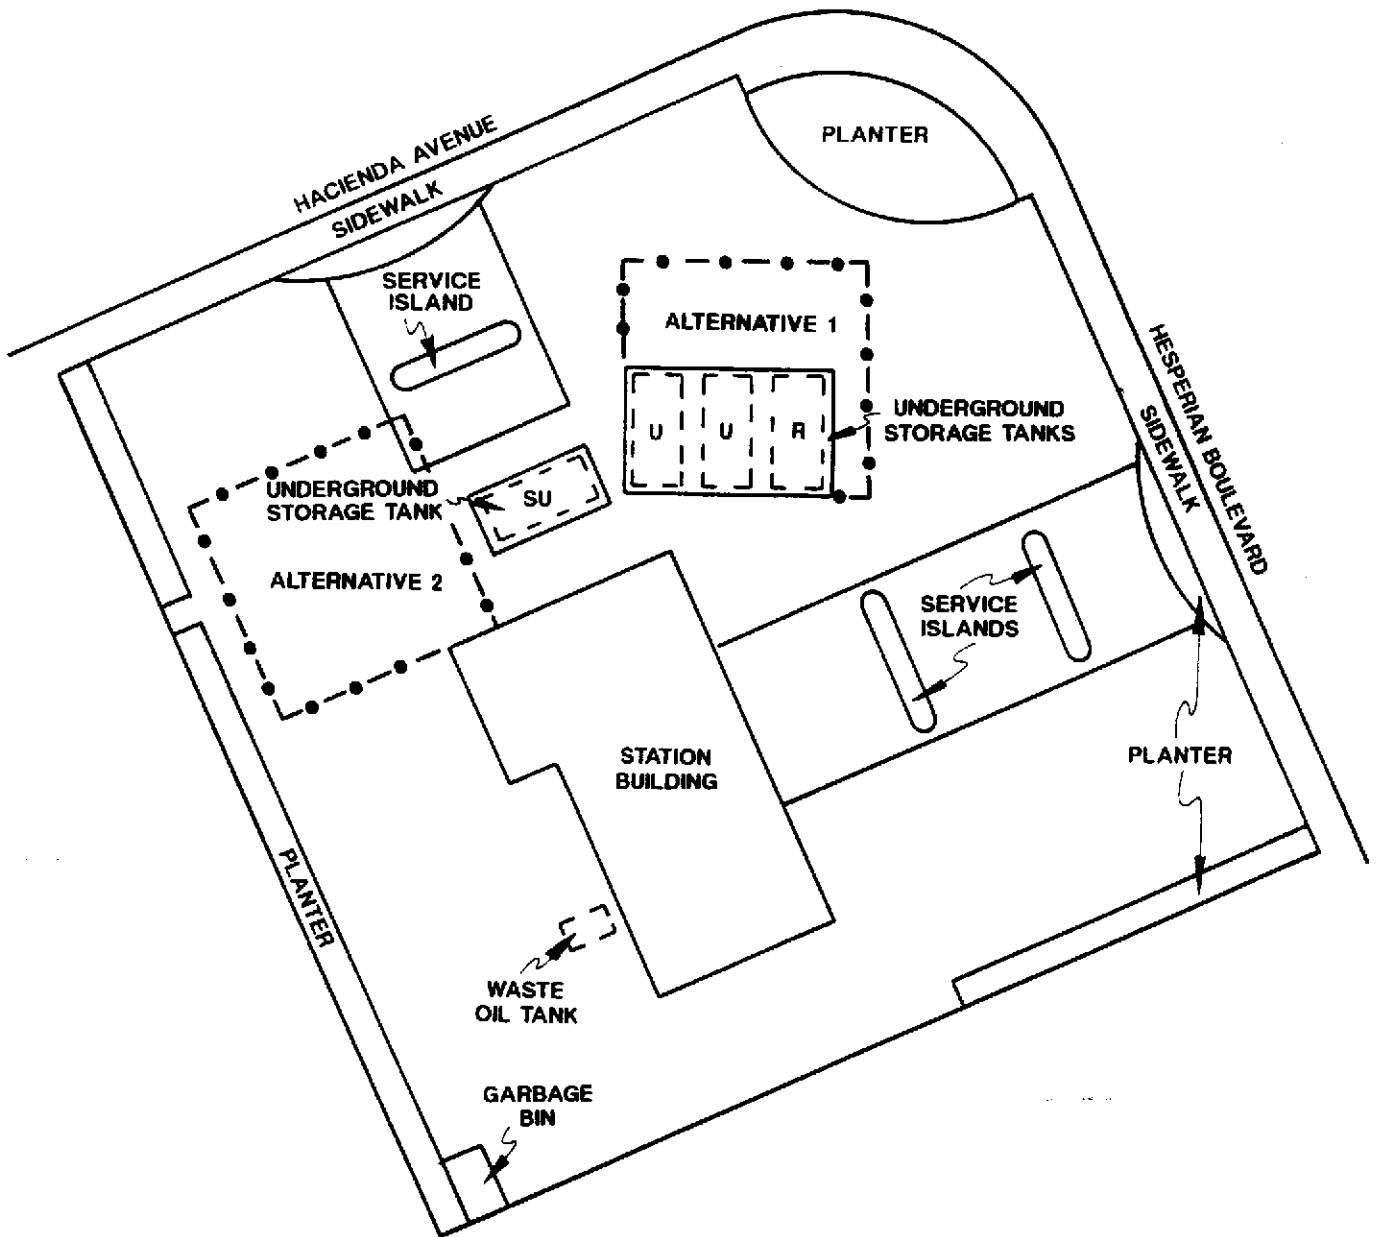 HACIENDA AVENUE
SIDEWALK
PLANTER
SERVICE
ISLAND
ALTERNATIVE 1
HESPERIAN BOULEVARD
SIDEWALK
UNDERGROUND
STORAGE TANKS
U
U
R
UNDERGROUND
STORAGE TANK
SU
ALTERNATIVE 2
SERVICE
ISLANDS
STATION
BUILDING
PLANTER
PLANTER
WASTE
OIL TANK
GARBAGE
BIN